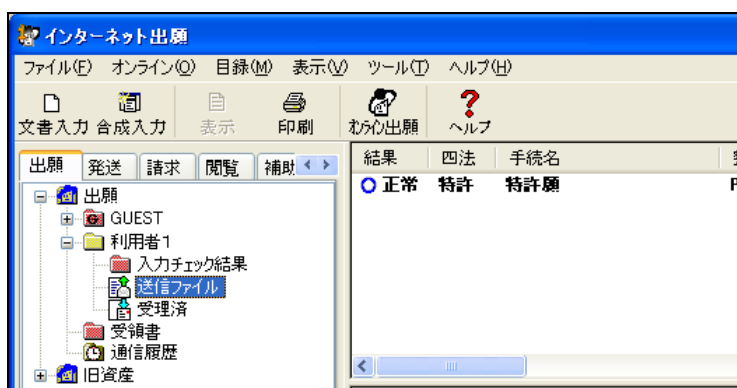 インターネット出願
ファイル(F) オンライン(O) 目録(M) 表示(V) ツール(T) ヘルプ(H)
文書入力 合成入力 表示 印刷 ｵﾝﾗｲﾝ出願 ヘルプ
出願 発送 請求 閲覧 補助
結果 四法 手続名
正常 特許 特許願 P
出願
GUEST
利用者1
入力チェック結果
送信ファイル
受理済
受領書
通信履歴
旧資産